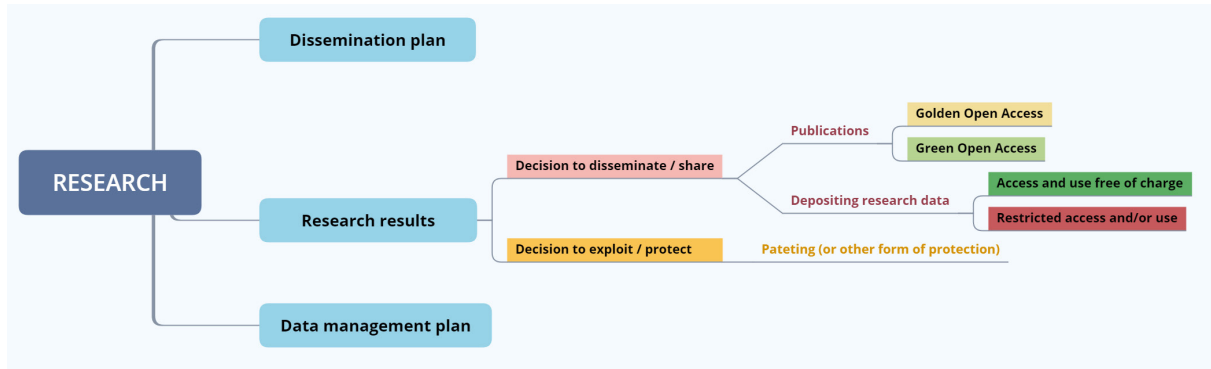 Dissemination plan
Golden Open Access
Publications
Green Open Access
Decision to disseminate / share
RESEARCH
Access and use free of charge
Depositing research data
Research results
Restricted access and/or use
Decision to exploit / protect
Pateting (or other form of protection)
Data management plan